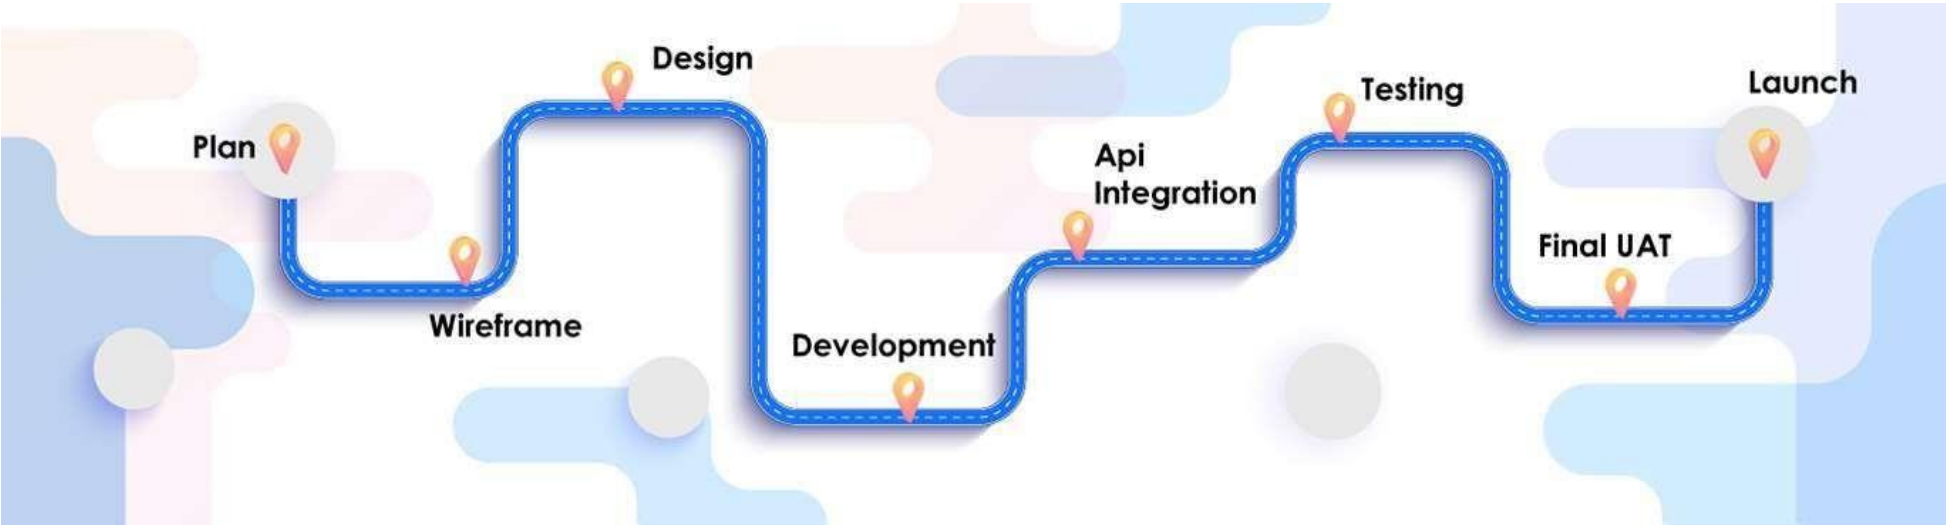 Plan
Wireframe
Design
Development
Api
Integration
Testing
Final UAT
Launch